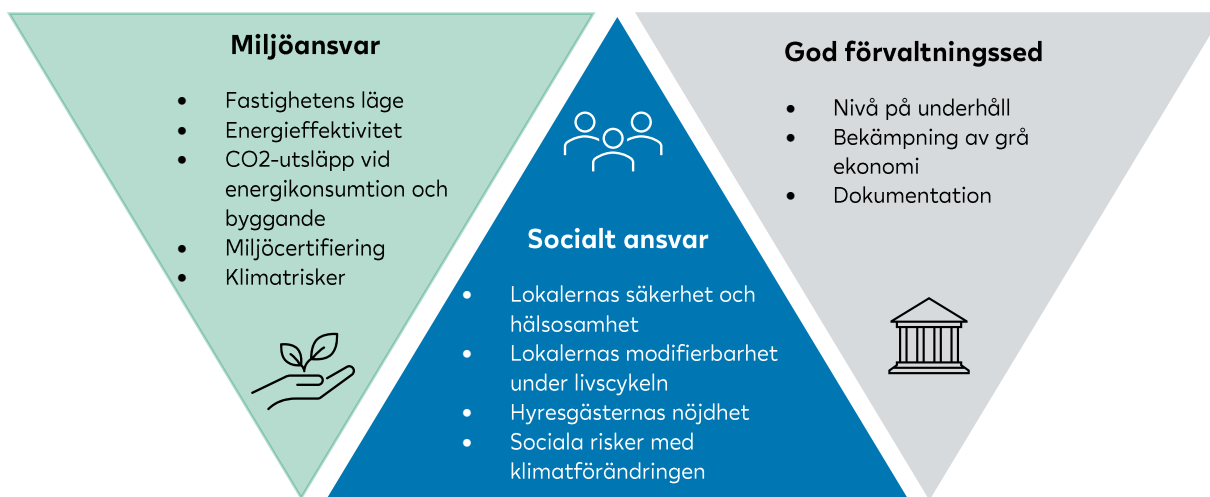 Miljöansvar
• Fastighetens läge
• Energieffektivitet
• CO2-utsläpp vid
energikonsumtion och
byggande
• Miljöcertifiering
• Klimatrisker
Socialt ansvar
• Lokalernas säkerhet och
hälsosamhet
• Lokalernas modifierbarhet
under livscykeln
• Hyresgästernas nöjdhet
• Sociala risker med
klimatförändringen
God förvaltningssed
• Nivå på underhåll
• Bekämpning av grå
ekonomi
• Dokumentation